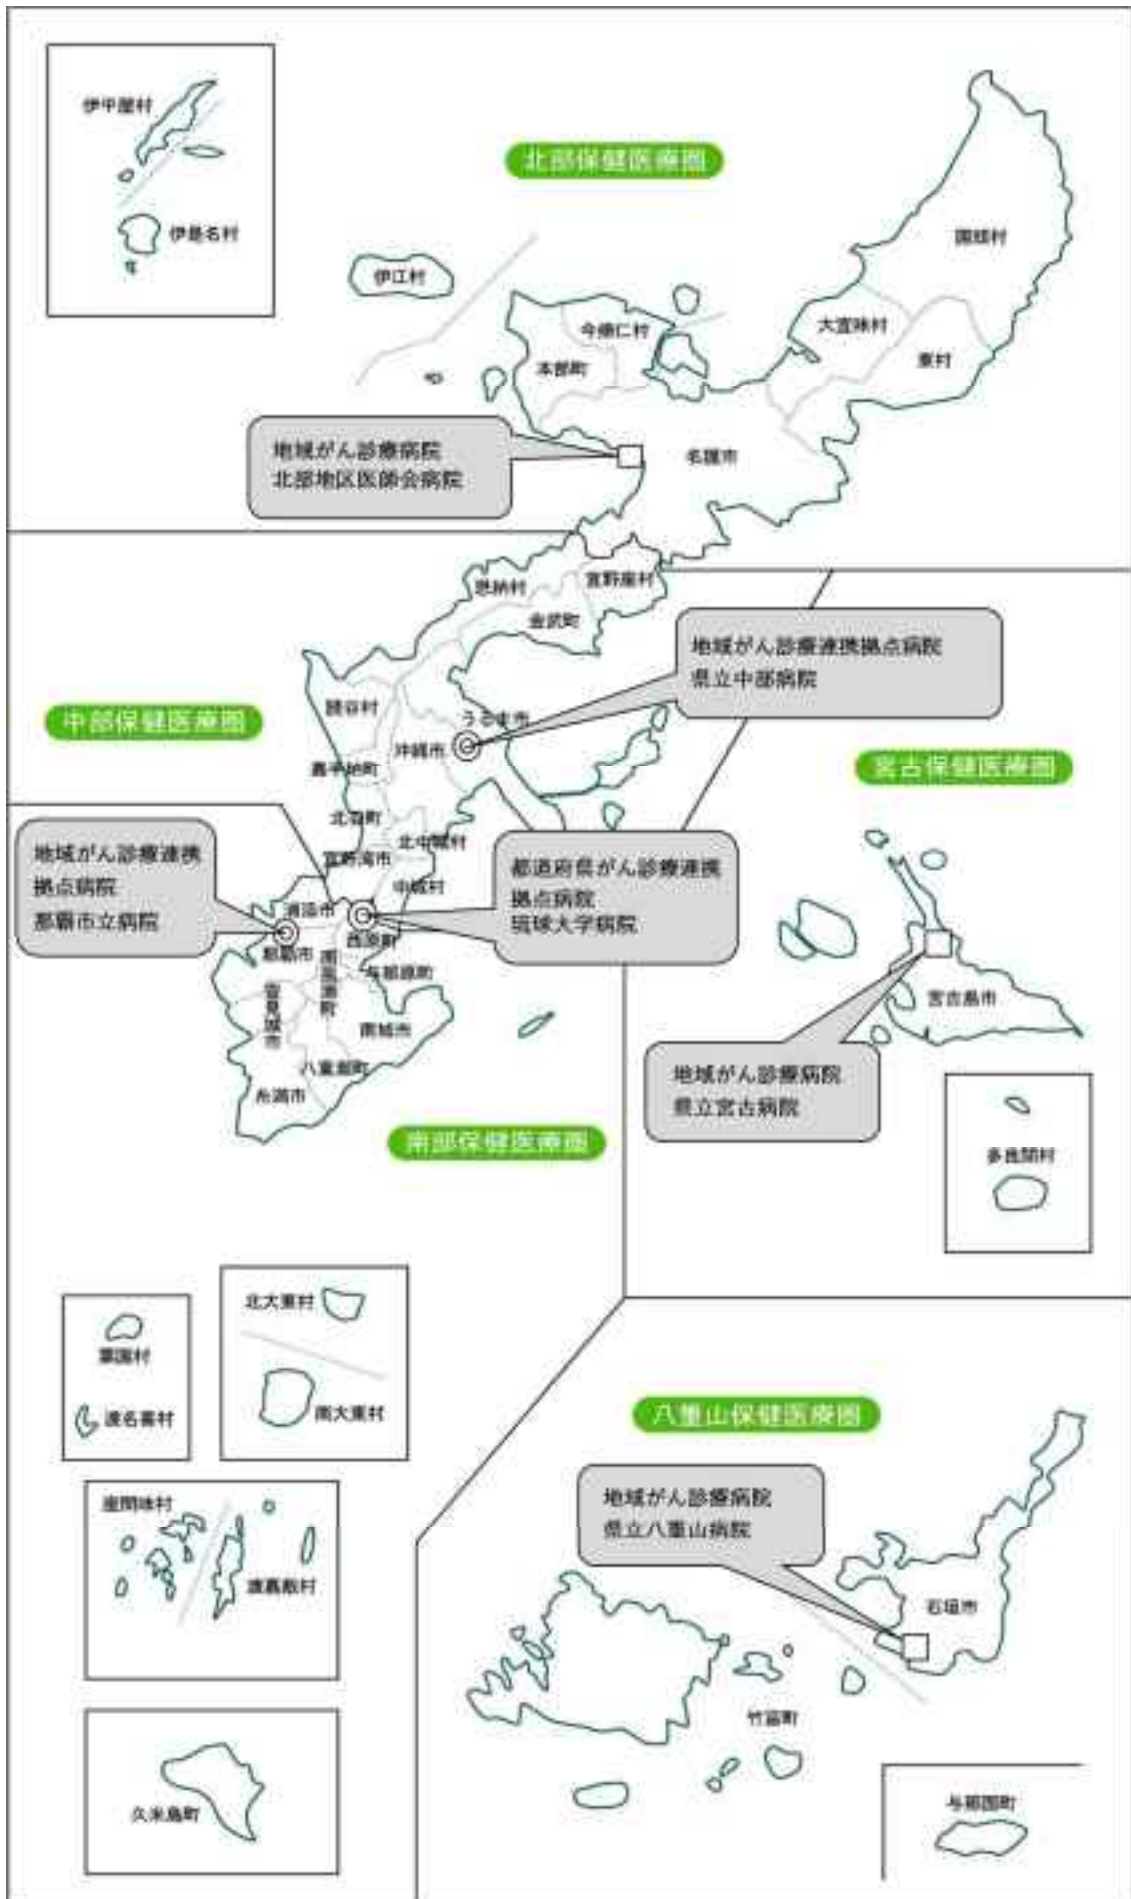 伊平屋村
伊是名村
北部保健医療圏
伊江村
国頭村
大宜味村
東村
今帰仁村
本部町
名護市
地域がん診療病院
北部地区医師会病院
恩納村
宜野座村
金武町
地域がん診療連携拠点病院
県立中部病院
中部保健医療圏
読谷村
うるま市
沖縄市
嘉手納町
北谷町
北中城村
宜野湾市
中城村
宮古保健医療圏
地域がん診療連携
拠点病院
那覇市立病院
都道府県がん診療連携
拠点病院
琉球大学病院
浦添市
那覇市
西原町
南風原町
与那原町
豊見城市
南城市
八重瀬町
糸満市
南部保健医療圏
宮古島市
地域がん診療病院
県立宮古病院
多良間村
北大東村
南大東村
粟国村
渡名喜村
座間味村
渡嘉敷村
久米島町
八重山保健医療圏
地域がん診療病院
県立八重山病院
石垣市
竹富町
与那国町